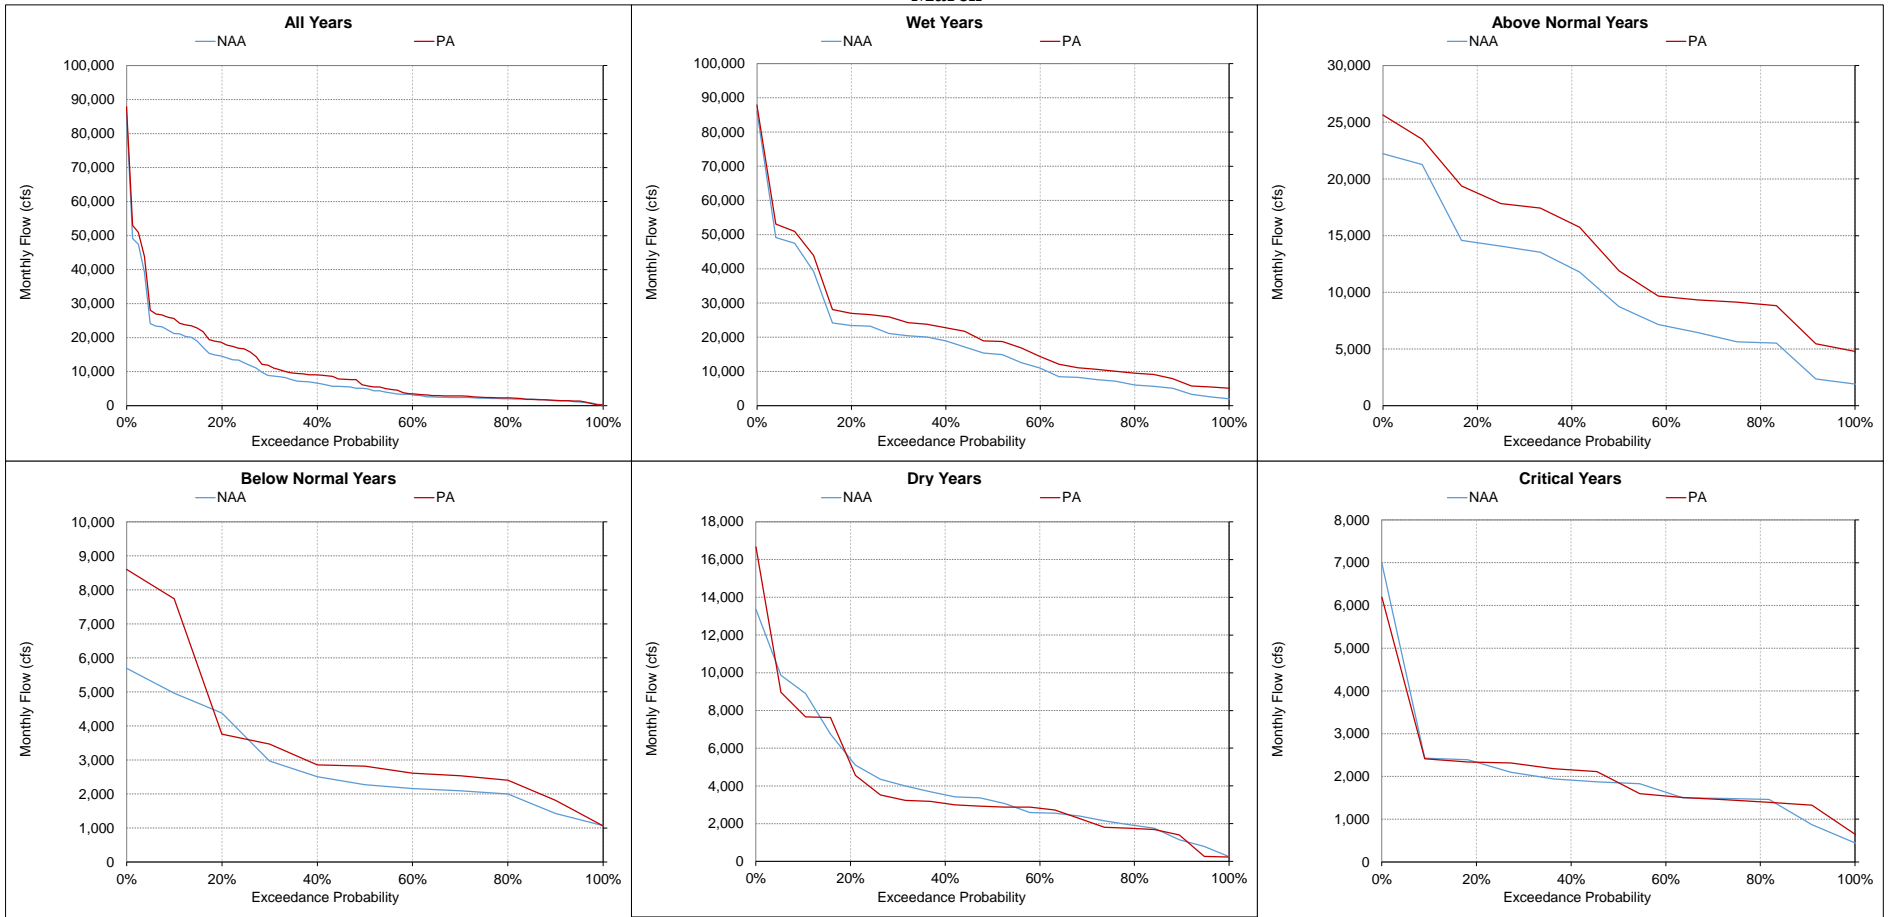 All Years
NAA PA
100,000
90,000
80,000
70,000
60,000
50,000
40,000
30,000
20,000
10,000
0
0% 20% 40% 60% 80% 100%
Monthly Flow (cfs)
Exceedance Probability
Wet Years
NAA PA
100,000
90,000
80,000
70,000
60,000
50,000
40,000
30,000
20,000
10,000
0
0% 20% 40% 60% 80% 100%
Monthly Flow (cfs)
Exceedance Probability
Above Normal Years
NAA PA
30,000
25,000
20,000
15,000
10,000
5,000
0
0% 20% 40% 60% 80% 100%
Monthly Flow (cfs)
Exceedance Probability
Below Normal Years
NAA PA
10,000
9,000
8,000
7,000
6,000
5,000
4,000
3,000
2,000
1,000
0
0% 20% 40% 60% 80% 100%
Monthly Flow (cfs)
Exceedance Probability
Dry Years
NAA PA
18,000
16,000
14,000
12,000
10,000
8,000
6,000
4,000
2,000
0
0% 20% 40% 60% 80% 100%
Monthly Flow (cfs)
Exceedance Probability
Critical Years
NAA PA
8,000
7,000
6,000
5,000
4,000
3,000
2,000
1,000
0
0% 20% 40% 60% 80% 100%
Monthly Flow (cfs)
Exceedance Probability